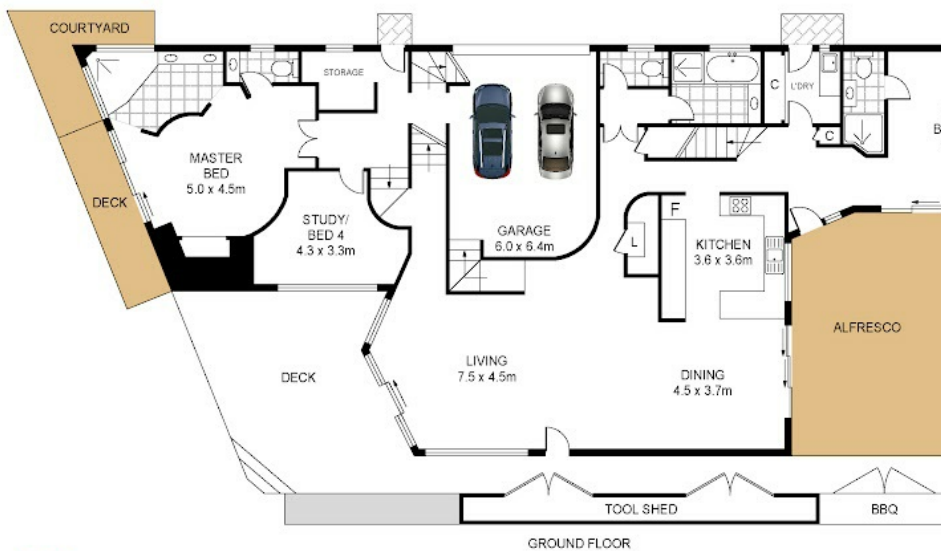 COURTYARD
STORAGE
C
L'DRY
C
B
MASTER
BED
5.0 x 4.5m
DECK
STUDY/
BED 4
4.3 x 3.3m
GARAGE
6.0 x 6.4m
L
F
KITCHEN
3.6 x 3.6m
ALFRESCO
DECK
LIVING
7.5 x 4.5m
DINING
4.5 x 3.7m
TOOL SHED
BBQ
GROUND FLOOR